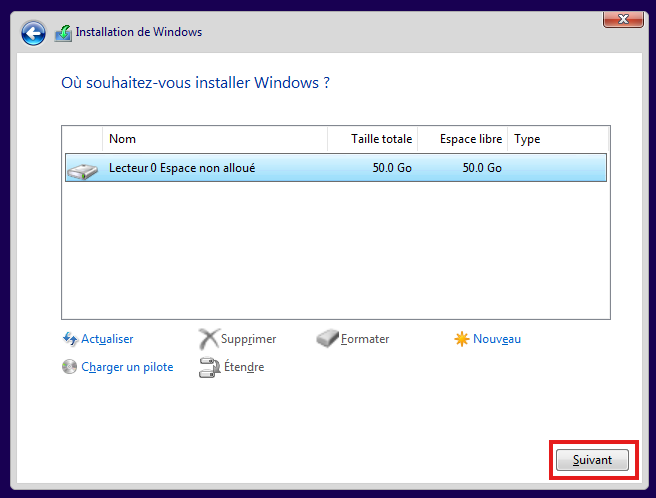 Installation de Windows
Où souhaitez-vous installer Windows ?
Nom Taille totale Espace libre Type
Lecteur 0 Espace non alloué 50.0 Go 50.0 Go
Actualiser Supprimer Formater Nouveau
Charger un pilote Étendre
Suivant